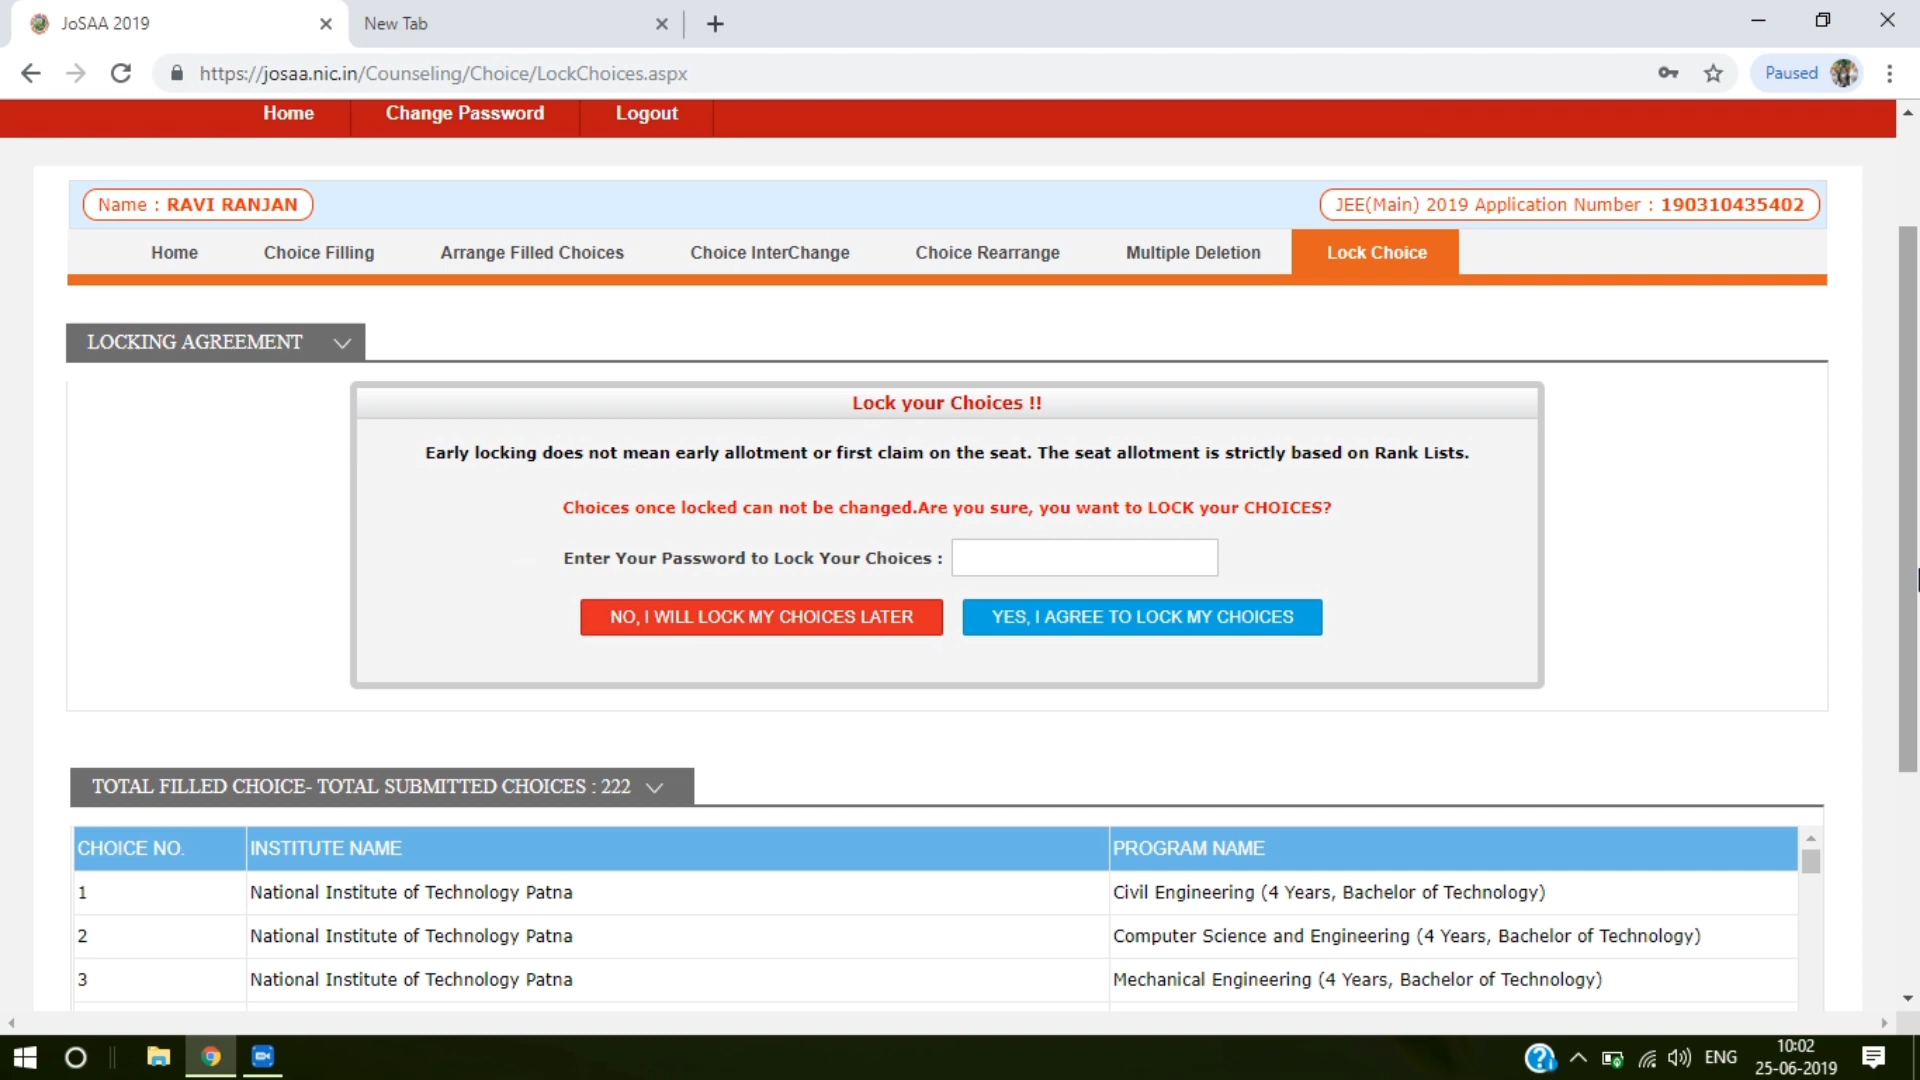 JoSAA 2019
New Tab
https://josaa.nic.in/Counseling/Choice/LockChoices.aspx
Paused
Home
Change Password
Logout
Name : RAVI RANJAN
JEE(Main) 2019 Application Number : 190310435402
Home
Choice Filling
Arrange Filled Choices
Choice InterChange
Choice Rearrange
Multiple Deletion
Lock Choice
LOCKING AGREEMENT
Lock your Choices !!
Early locking does not mean early allotment or first claim on the seat. The seat allotment is strictly based on Rank Lists.
Choices once locked can not be changed.Are you sure, you want to LOCK your CHOICES?
Enter Your Password to Lock Your Choices :
NO, I WILL LOCK MY CHOICES LATER
YES, I AGREE TO LOCK MY CHOICES
TOTAL FILLED CHOICE- TOTAL SUBMITTED CHOICES : 222
CHOICE NO. INSTITUTE NAME PROGRAM NAME
1 National Institute of Technology Patna Civil Engineering (4 Years, Bachelor of Technology)
2 National Institute of Technology Patna Computer Science and Engineering (4 Years, Bachelor of Technology)
3 National Institute of Technology Patna Mechanical Engineering (4 Years, Bachelor of Technology)
ENG
10:02
25-06-2019